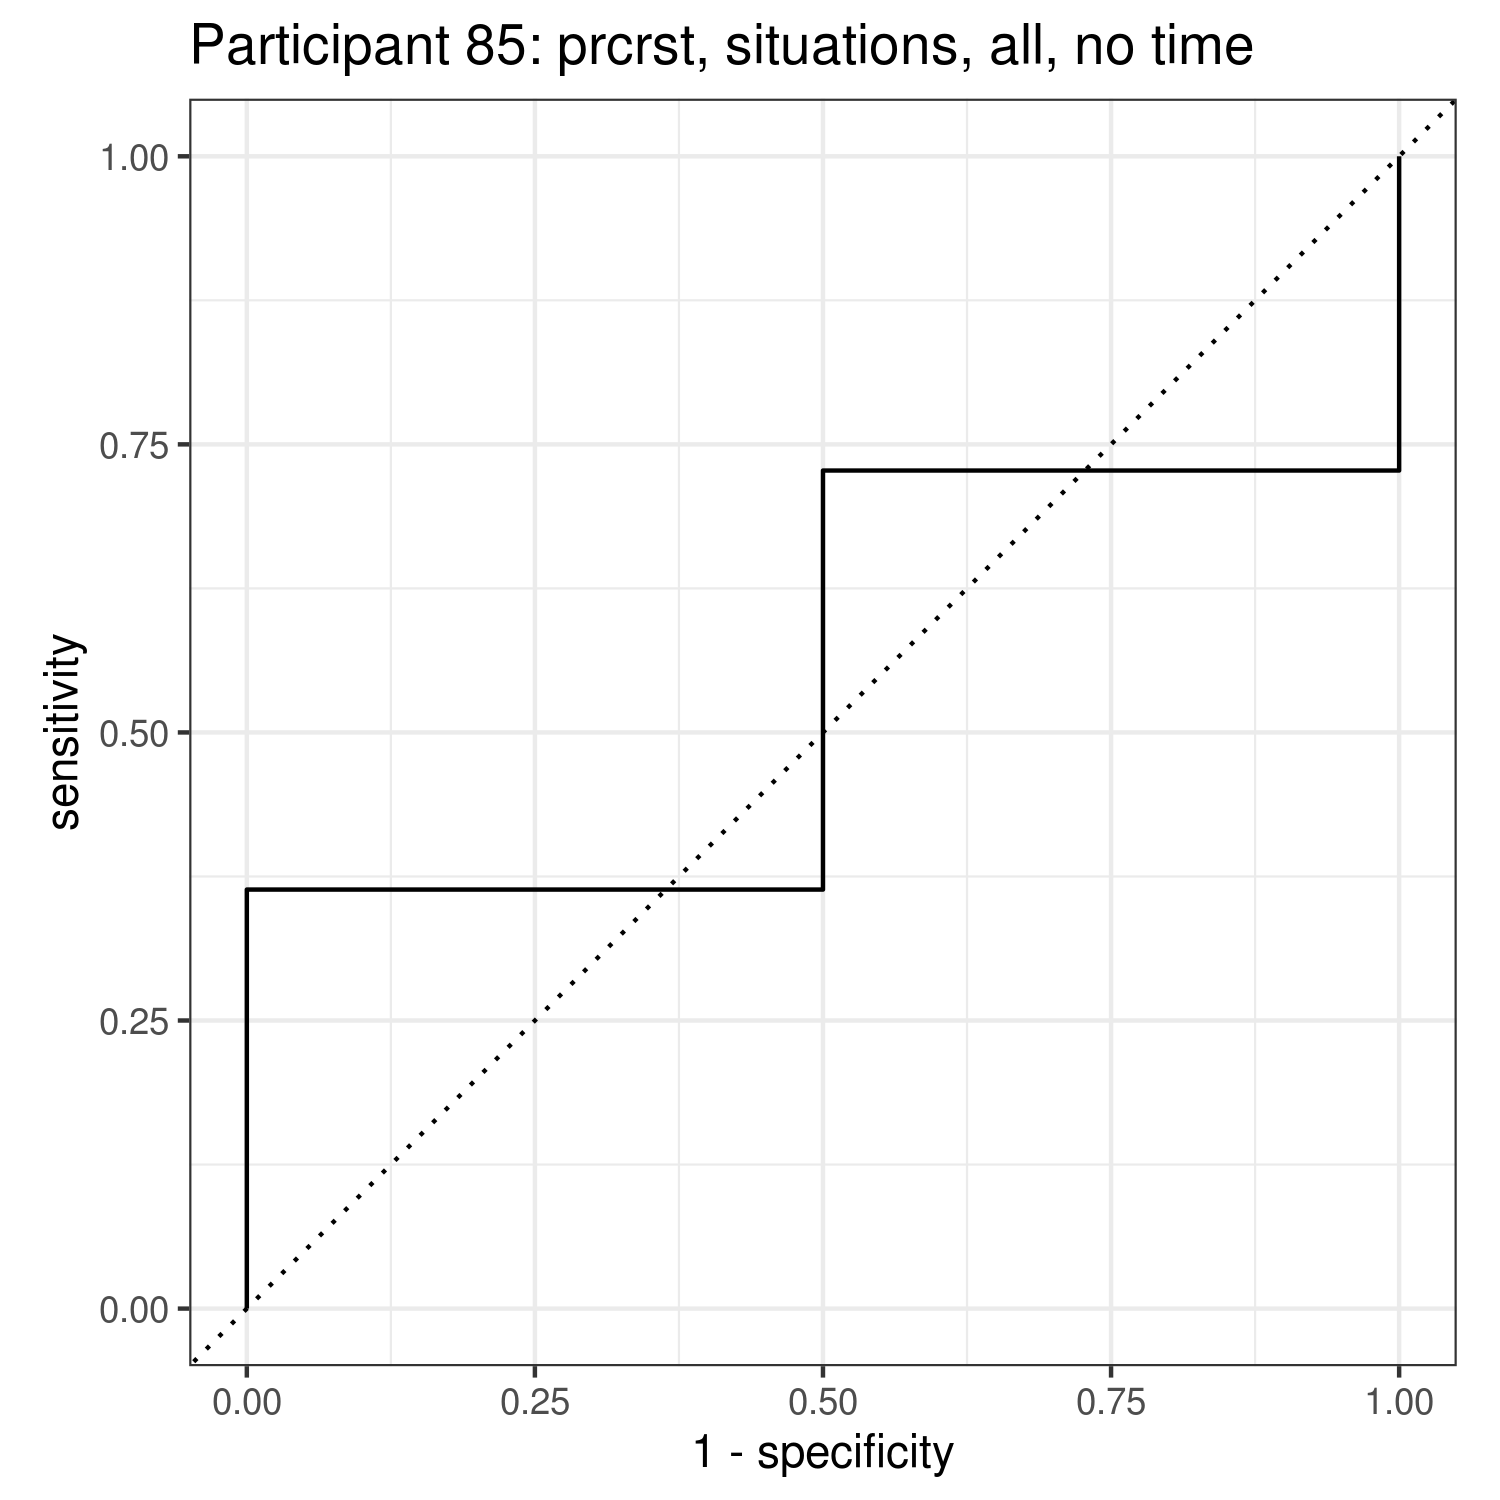 Participant 85: prcrst, situations, all, no time
1.00
0.75
0.50
0.25
0.00
sensitivity
0.00 0.25 0.50 0.75 1.00
1 - specificity